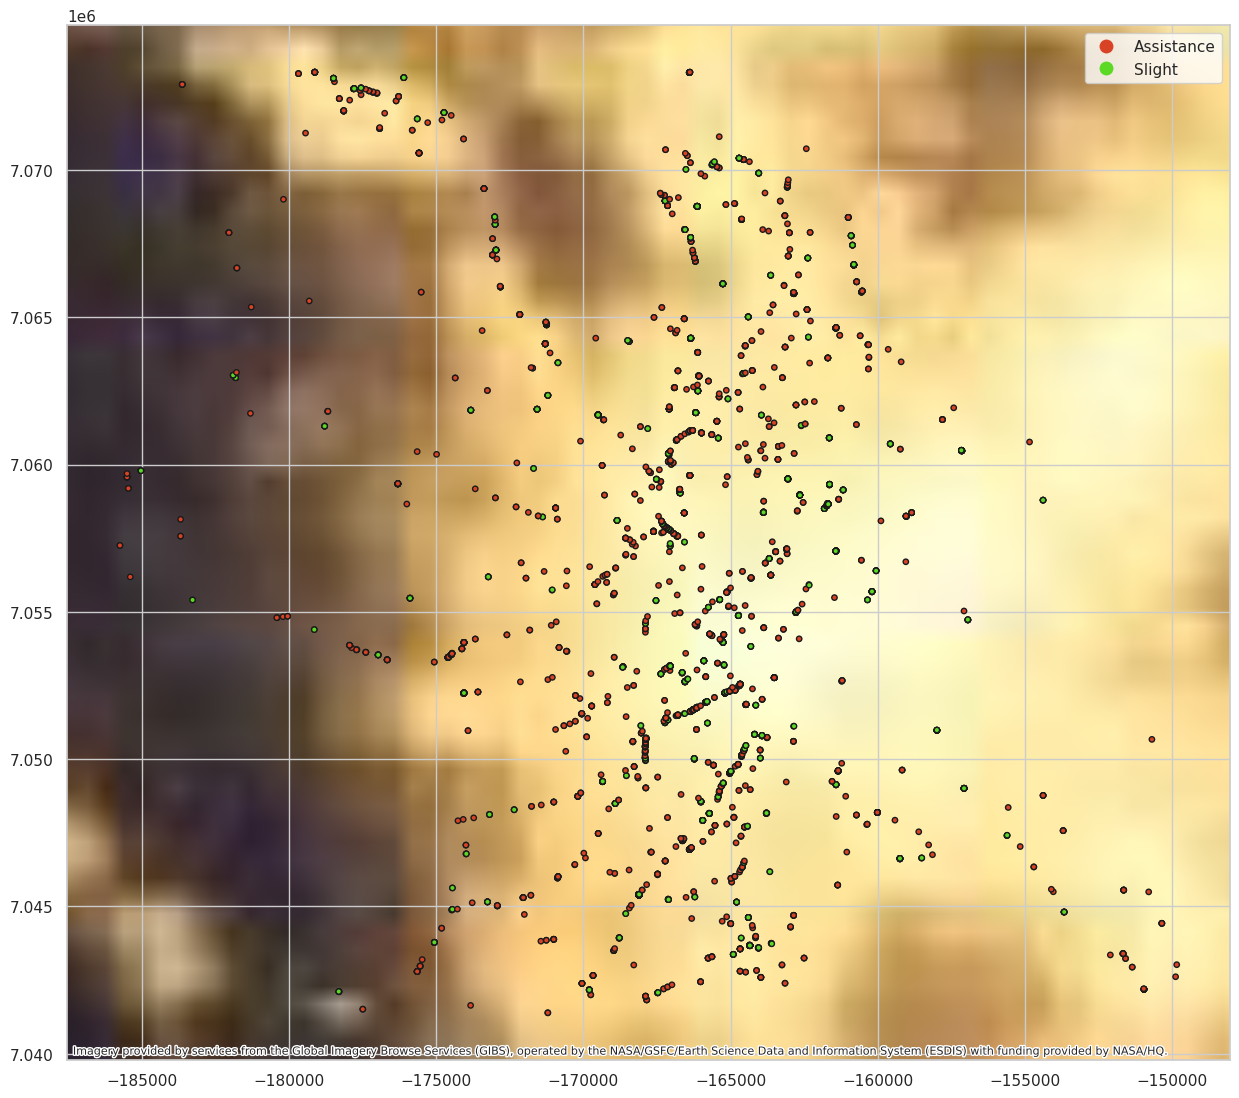 1e6
Assistance
Slight
7.070
7.065
7.060
7.055
7.050
7.045
7.040
Imagery provided by services from the Global Imagery Browse Services (GIBS), operated by the NASA/GSFC/Earth Science Data and Information System (ESDIS) with funding provided by NASA/HQ.
−185000 −180000 −175000 −170000 −165000 −160000 −155000 −150000